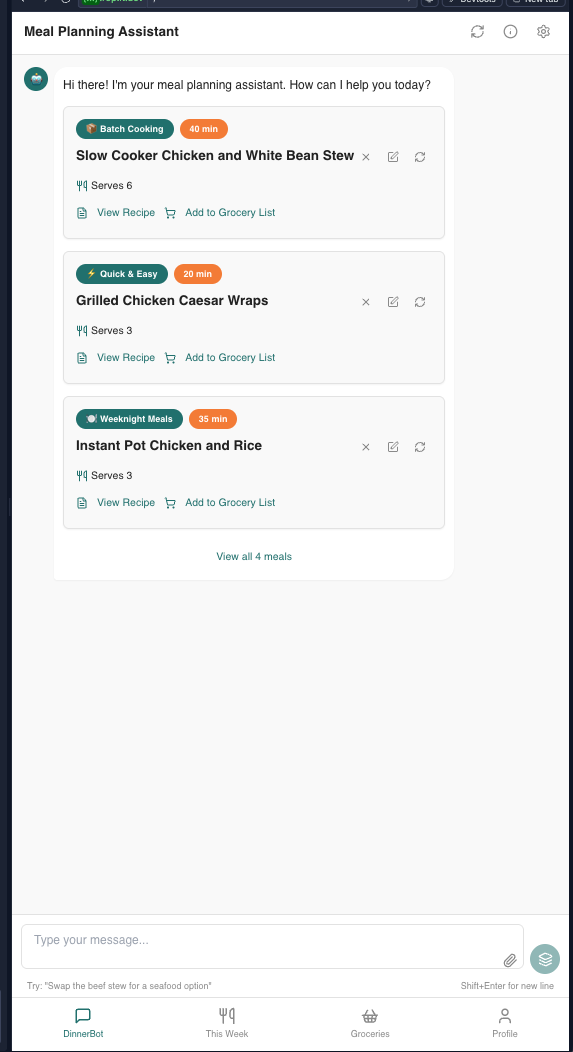 Meal Planning Assistant
Hi there! I'm your meal planning assistant. How can I help you today?
Batch Cooking 40 min
Slow Cooker Chicken and White Bean Stew
Serves 6
View Recipe Add to Grocery List
Quick & Easy 20 min
Grilled Chicken Caesar Wraps
Serves 3
View Recipe Add to Grocery List
Weeknight Meals 35 min
Instant Pot Chicken and Rice
Serves 3
View Recipe Add to Grocery List
View all 4 meals
Type your message...
Try: "Swap the beef stew for a seafood option" Shift+Enter for new line
DinnerBot This Week Groceries Profile